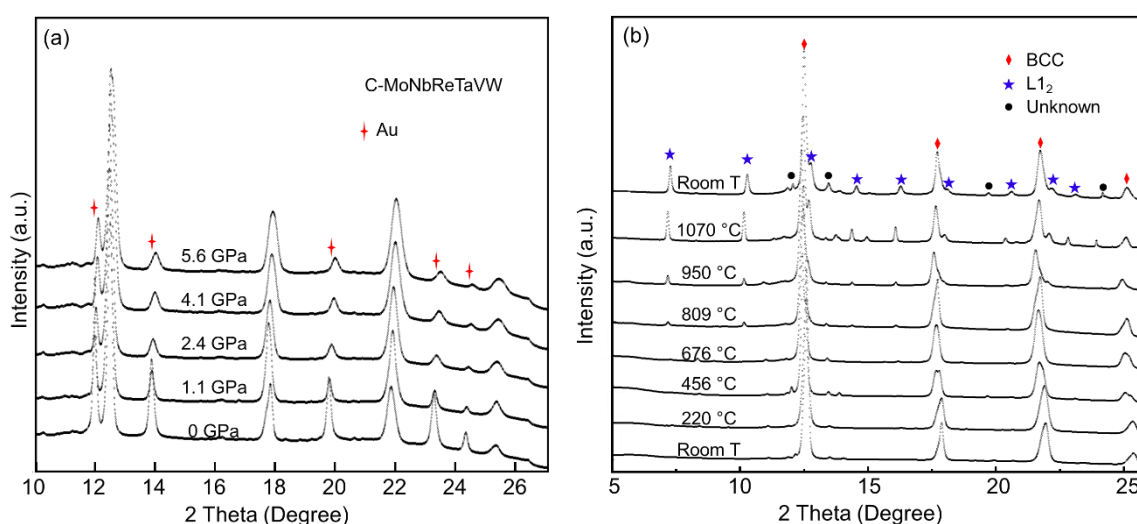 (a)
C-MoNbReTaVW
Au
5.6 GPa
4.1 GPa
2.4 GPa
1.1 GPa
0 GPa
Intensity (a.u.)
10 12 14 16 18 20 22 24 26
2 Theta (Degree)
(b)
BCC
L1₂
Unknown
Room T
1070 °C
950 °C
809 °C
676 °C
456 °C
220 °C
Room T
Intensity (a.u.)
5 10 15 20 25
2 Theta (Degree)